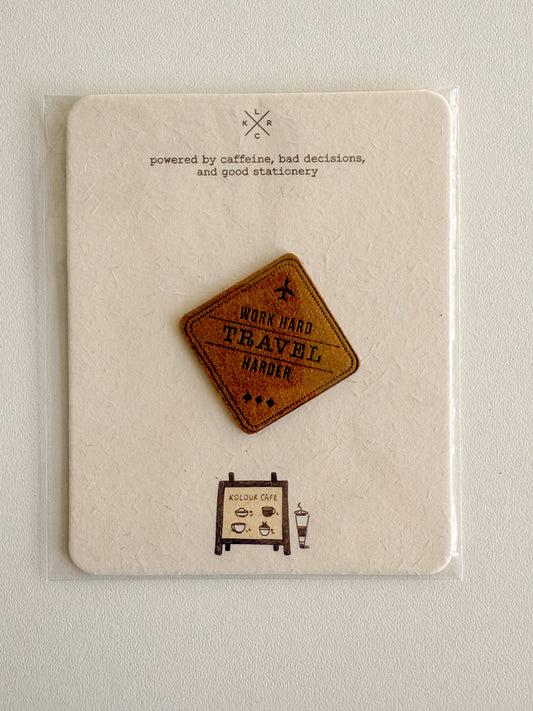 L
K R
C
powered by caffeine, bad decisions,
and good stationery
WORK HARD
TRAVEL
HARDER
KOLOUR CAFE